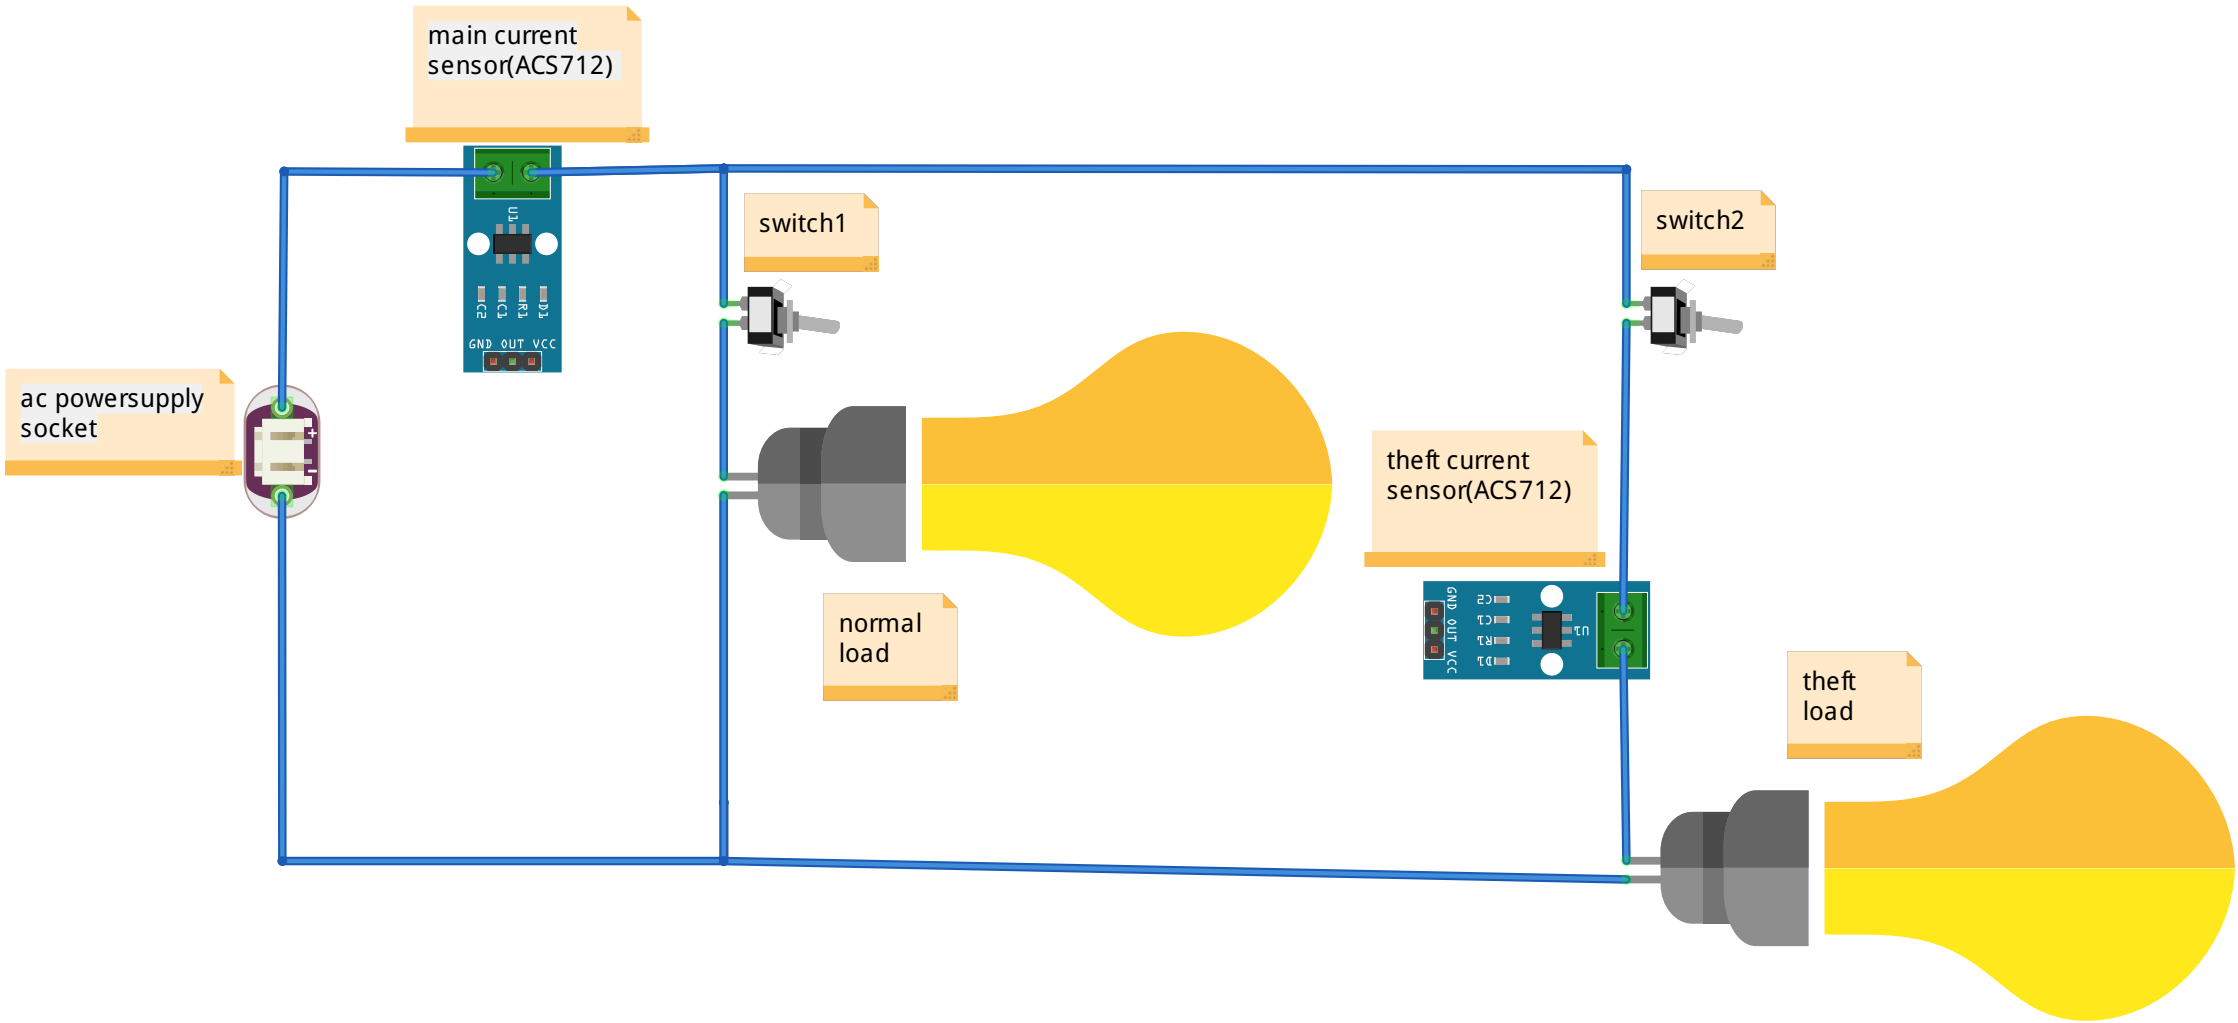 main current
sensor(ACS712)
U1
C2 C1 R1 D1
GND OUT VCC
switch1
switch2
ac powersupply
socket
+
-
theft current
sensor(ACS712)
GND OUT VCC
C2
C1
R1
D1
U1
normal
load
theft
load